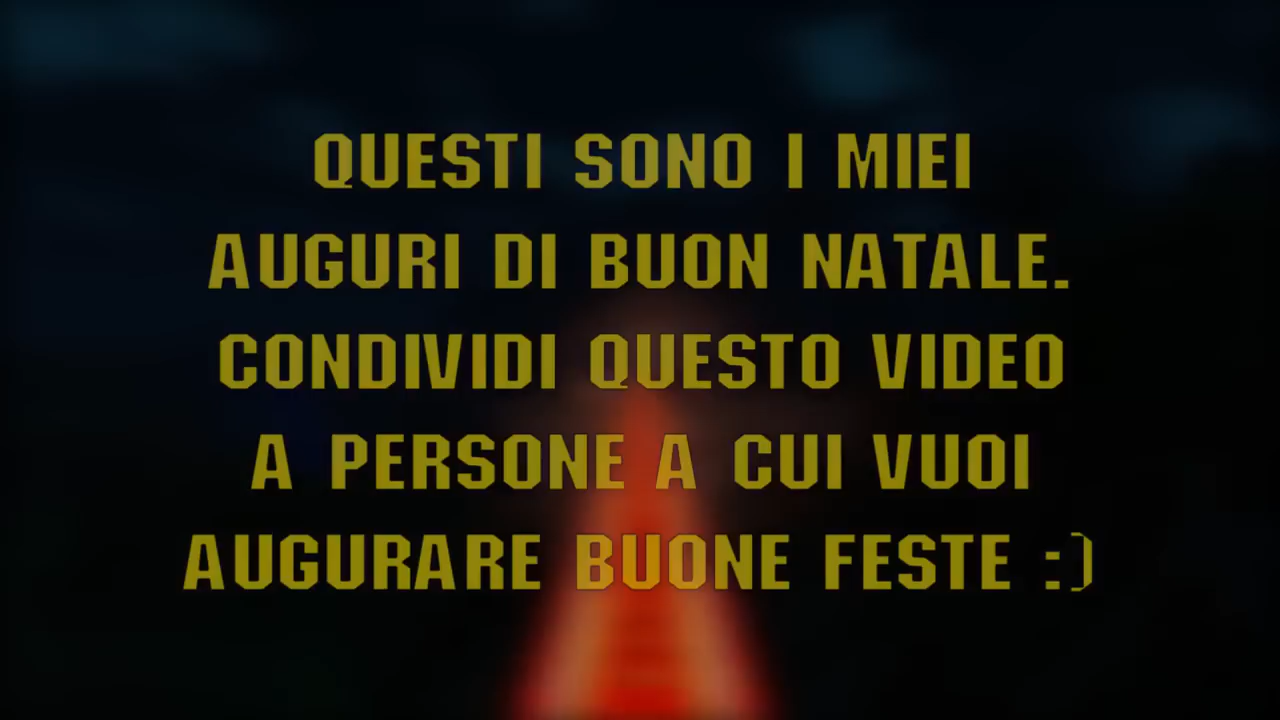 QUESTI SONO I MIEI
AUGURI DI BUON NATALE.
CONDIVIDI QUESTO VIDEO
A PERSONE A CUI VUOI
AUGURARE BUONE FESTE :)